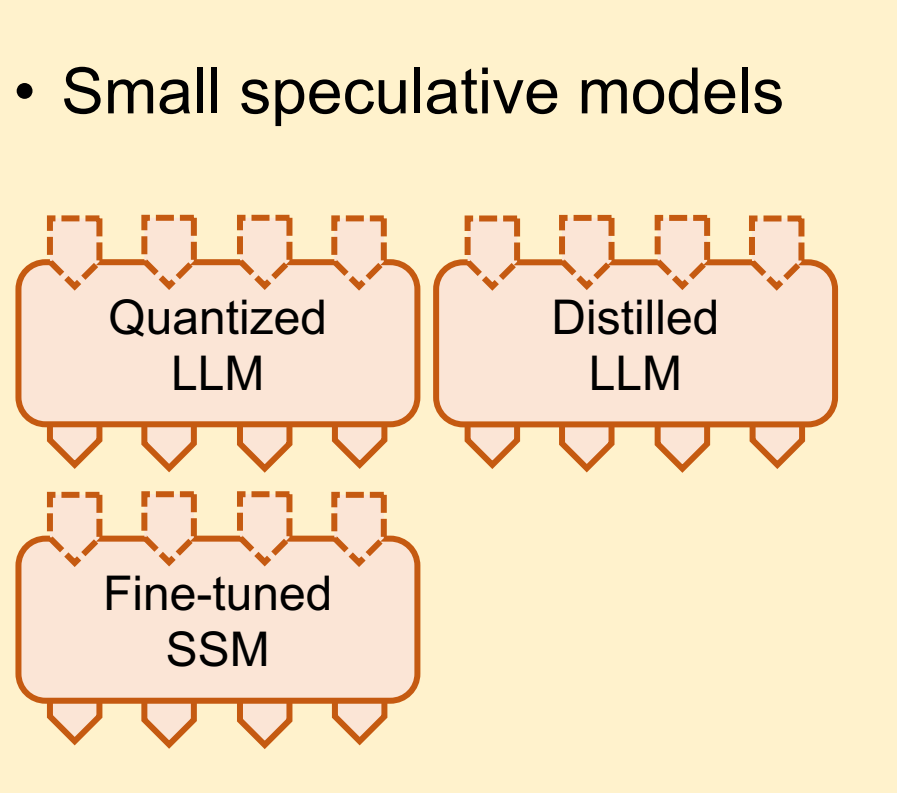 • Small speculative models
Quantized
LLM
Distilled
LLM
Fine-tuned
SSM